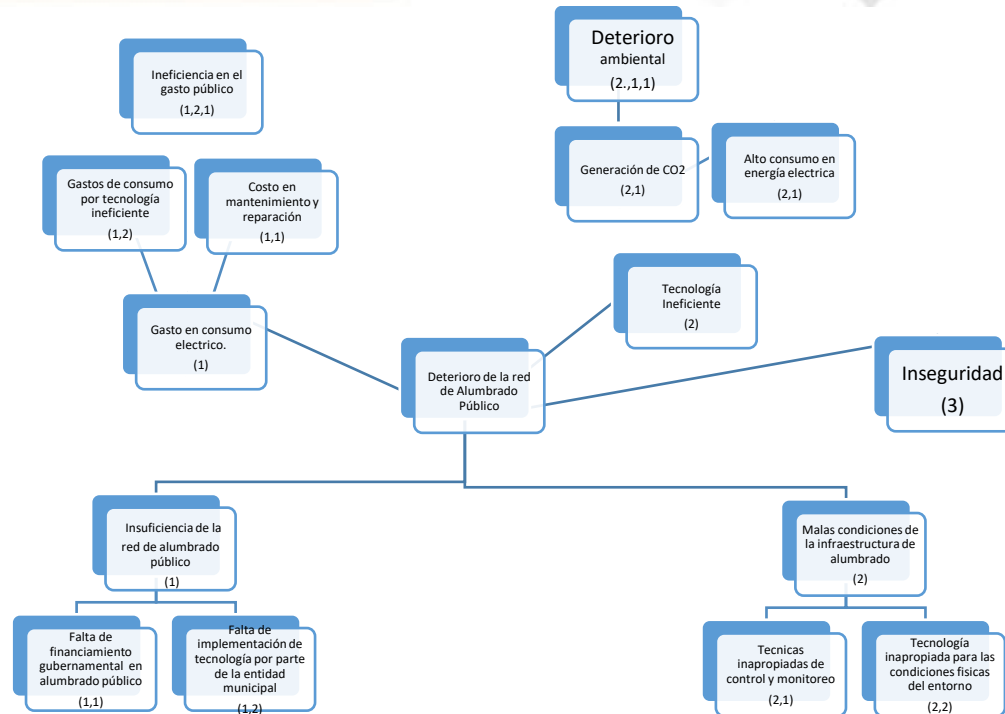 Ineficiencia en el
gasto público
(1,2,1)
Deterioro
ambiental
(2.,1,1)
Gastos de consumo
por tecnología
ineficiente
(1,2)
Costo en
mantenimiento y
reparación
(1,1)
Generación de CO2
(2,1)
Alto consumo en
energía electrica
(2,1)
Gasto en consumo
electrico.
(1)
Tecnología
Ineficiente
(2)
Deterioro de la red
de Alumbrado
Público
Inseguridad
(3)
Insuficiencia de la
red de alumbrado
público
(1)
Malas condiciones de
la infraestructura de
alumbrado
(2)
Falta de
financiamiento
gubernamental en
alumbrado público
(1,1)
Falta de
implementación de
tecnología por parte
de la entidad
municipal
(1,2)
Tecnicas
inapropiadas de
control y monitoreo
(2,1)
Tecnología
inapropiada para las
condiciones fisicas
del entorno
(2,2)